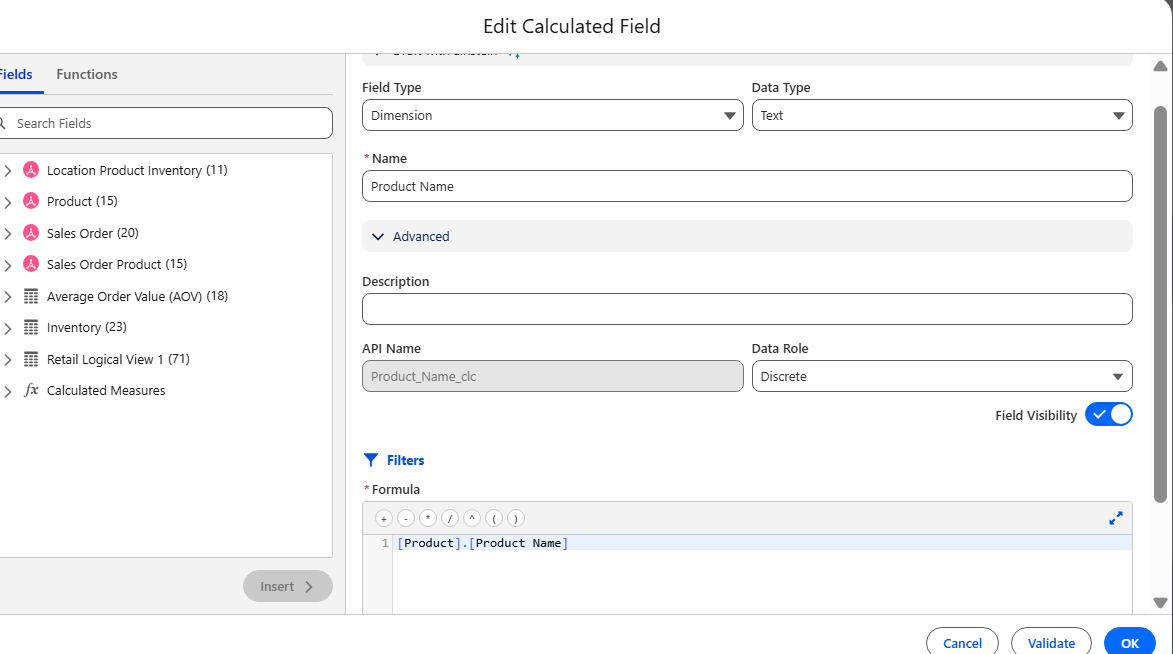 Edit Calculated Field
Fields
Functions
Search Fields
Location Product Inventory (11)
Product (15)
Sales Order (20)
Sales Order Product (15)
Average Order Value (AOV) (18)
Inventory (23)
Retail Logical View 1 (71)
fx Calculated Measures
Insert
Field Type
Data Type
Dimension
Text
* Name
Product Name
Advanced
Description
API Name
Data Role
Product_Name_clc
Discrete
Field Visibility
Filters
* Formula
+ - * / ^ ( )
1 [Product].[Product Name]
Cancel
Validate
OK